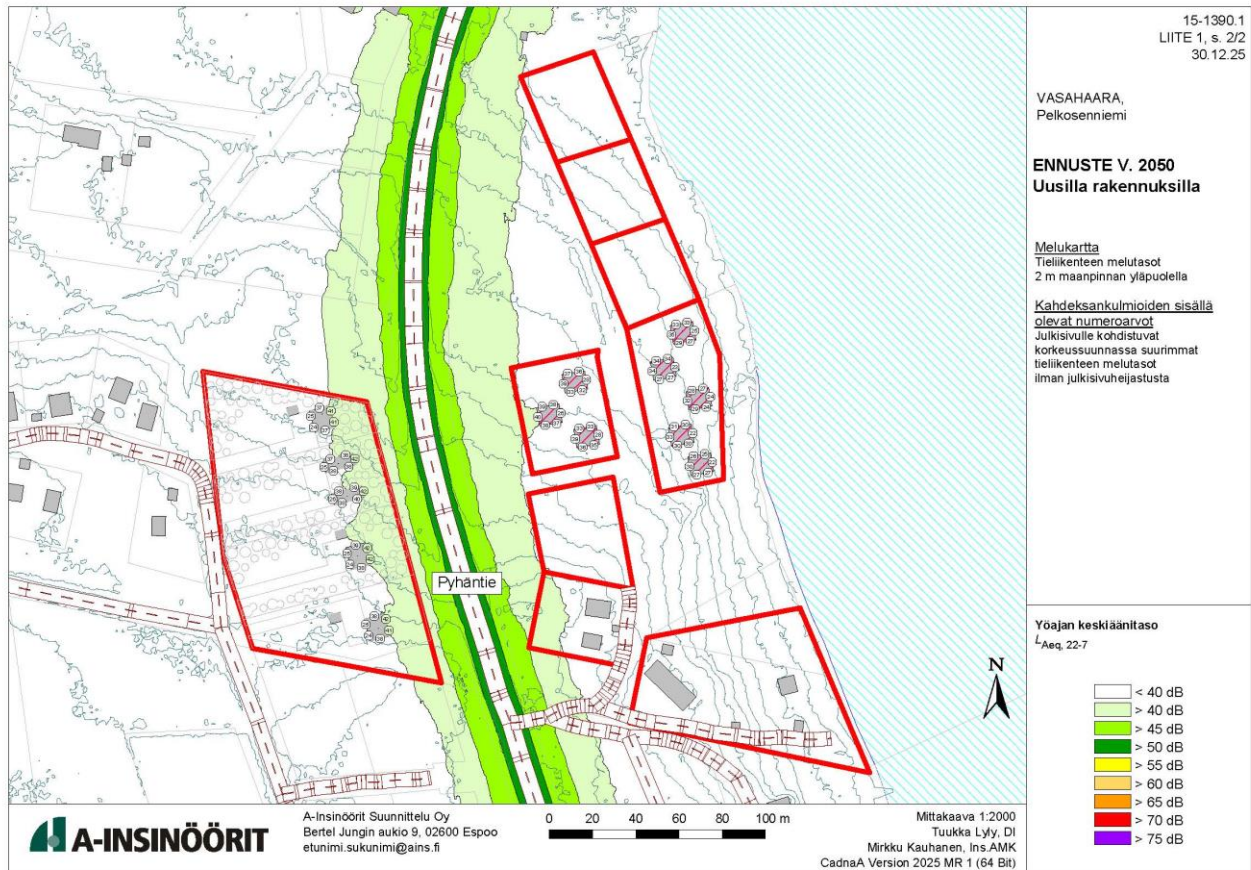 15-1390.1
LIITE 1, s. 2/2
30.12.25
VASAHAARA,
Pelkosenniemi
ENNUSTE V. 2050
Uusilla rakennuksilla
Melukartta
Tieliikenteen melutasot
2 m maanpinnan yläpuolella
Kahdeksankulmioiden sisällä
olevat numeroarvot
Julkisivulle kohdistuvat
korkeussuunnassa suurimmat
tieliikenteen melutasot
ilman julkisivuheijastusta
Pyhäntie
N
Yöajan keskiäänitaso
LAeq, 22-7
< 40 dB
> 40 dB
> 45 dB
> 50 dB
> 55 dB
> 60 dB
> 65 dB
> 70 dB
> 75 dB
A-INSINÖÖRIT
A-Insinöörit Suunnittelu Oy
Bertel Jungin aukio 9, 02600 Espoo
etunimi.sukunimi@ains.fi
0 20 40 60 80 100 m
Mittakaava 1:2000
Tuukka Lyly, DI
Mirkku Kauhanen, Ins.AMK
CadnaA Version 2025 MR 1 (64 Bit)